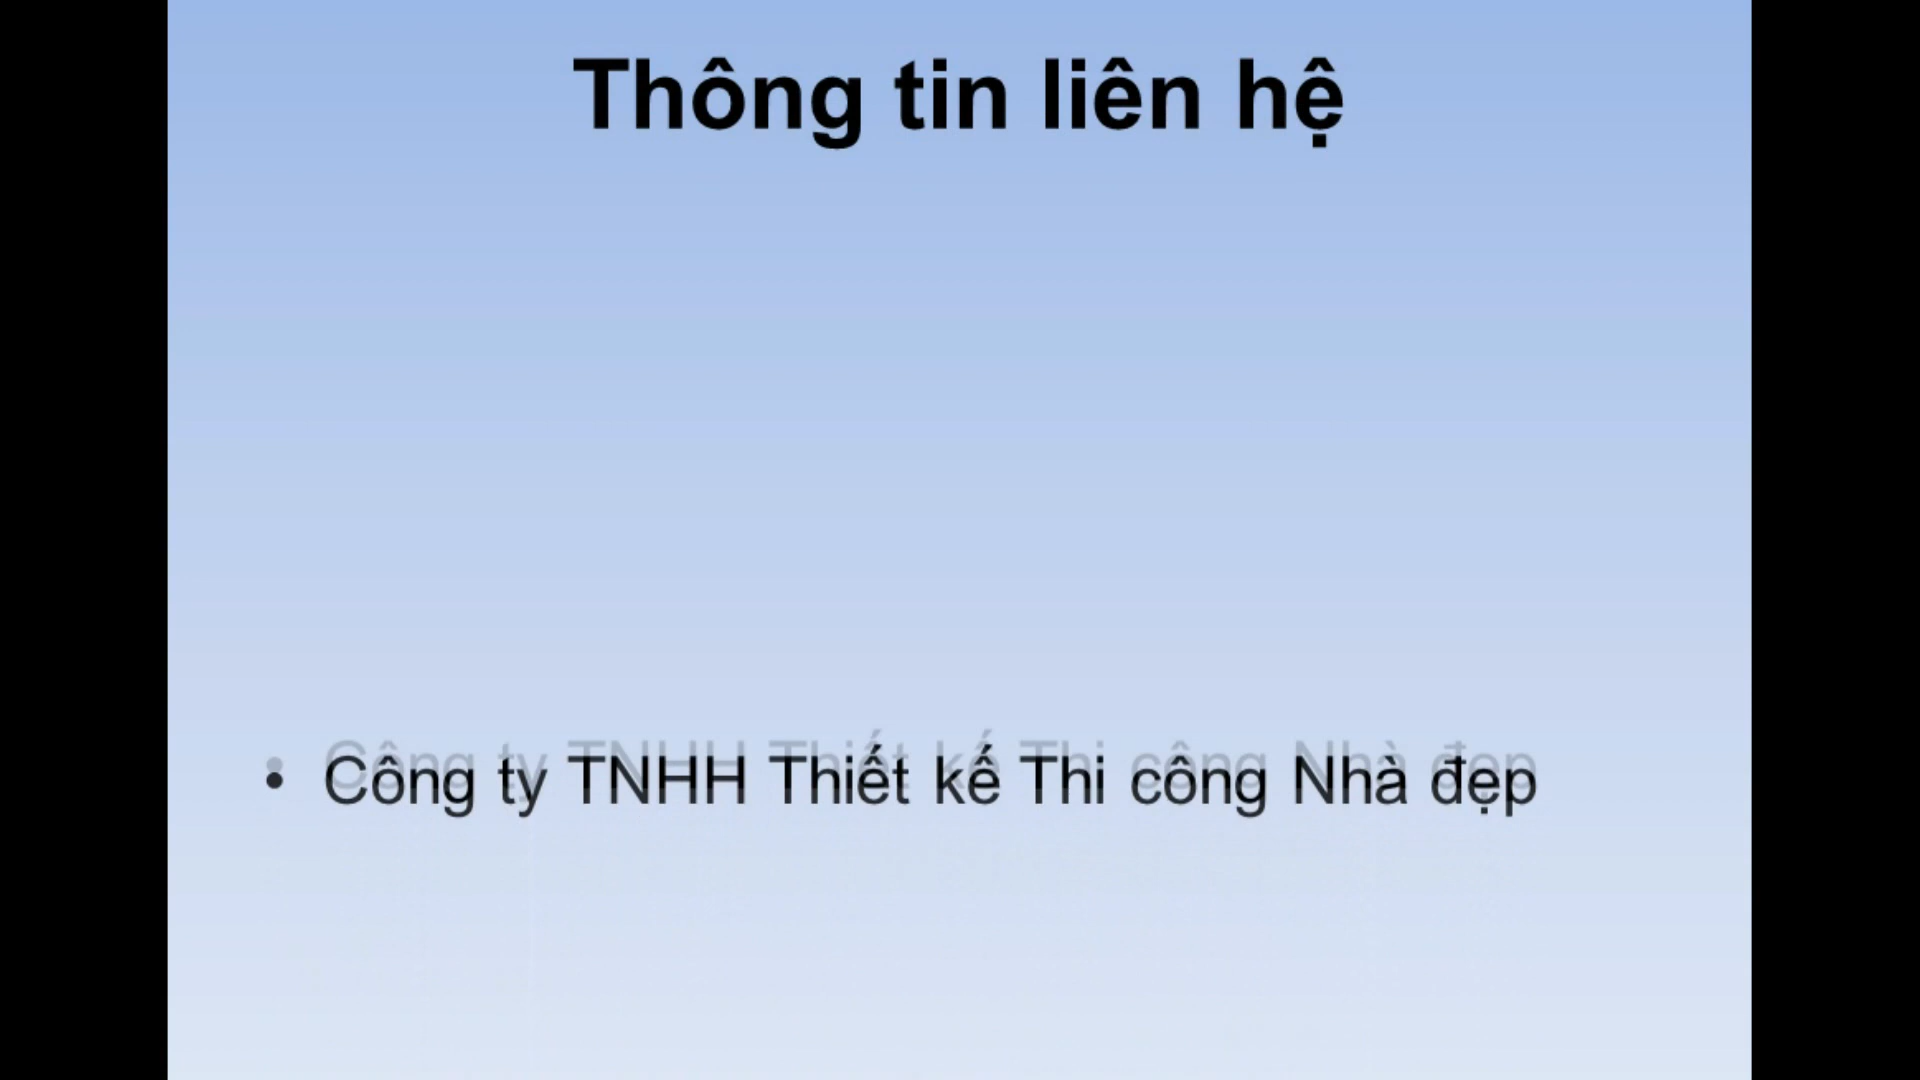 Thông tin liên hệ
• Công ty TNHH Thiết kế Thi công Nhà đẹp